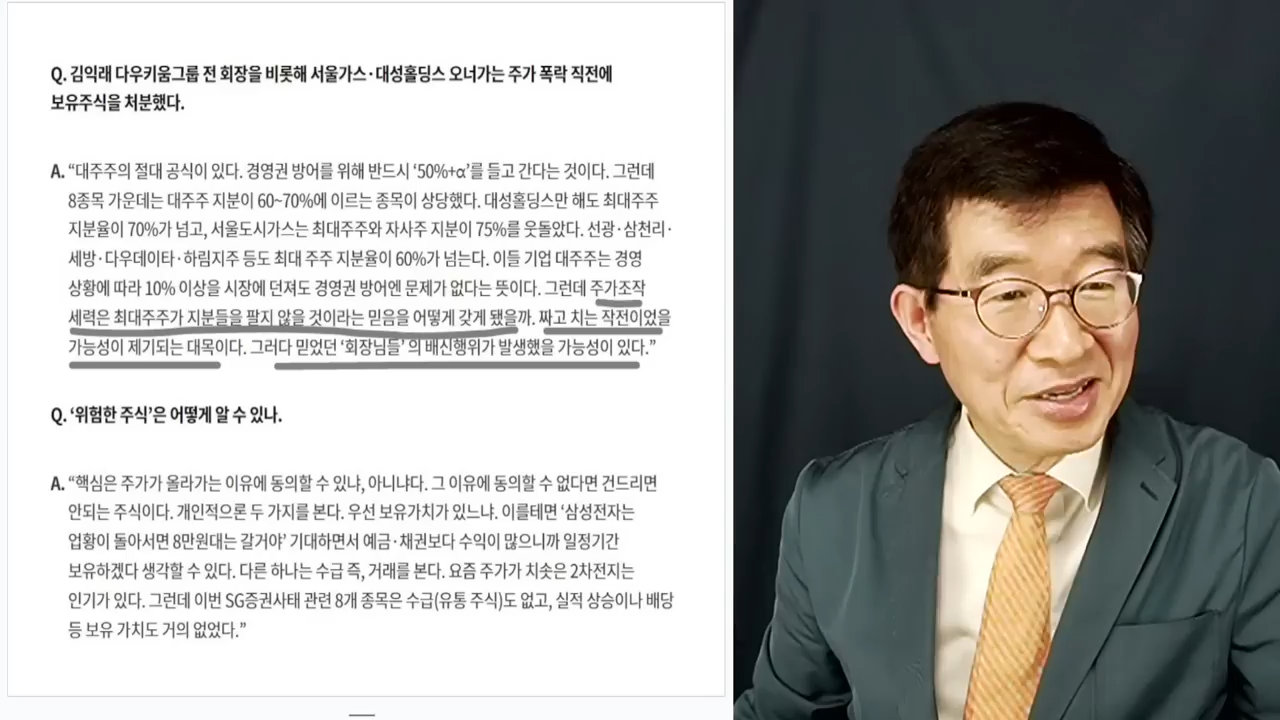 Q. 김익래 다우키움그룹 전 회장을 비롯해 서울가스·대성홀딩스 오너가는 주가 폭락 직전에
보유주식을 처분했다.
A. “대주주의 절대 공식이 있다. 경영권 방어를 위해 반드시 ‘50%+α’를 들고 간다는 것이다. 그런데
8종목 가운데는 대주주 지분이 60~70%에 이르는 종목이 상당했다. 대성홀딩스만 해도 최대주주
지분율이 70%가 넘고, 서울도시가스는 최대주주와 자사주 지분이 75%를 웃돌았다. 선광·삼천리·
세방·다우데이타·하림지주 등도 최대 주주 지분율이 60%가 넘는다. 이들 기업 대주주는 경영
상황에 따라 10% 이상을 시장에 던져도 경영권 방어엔 문제가 없다는 뜻이다. 그런데 주가조작
세력은 최대주주가 지분들을 팔지 않을 것이라는 믿음을 어떻게 갖게 됐을까. 짜고 치는 작전이었을
가능성이 제기되는 대목이다. 그러다 믿었던 ‘회장님들’ 의 배신행위가 발생했을 가능성이 있다.”
Q. ‘위험한 주식’은 어떻게 알 수 있나.
A. “핵심은 주가가 올라가는 이유에 동의할 수 있냐, 아니냐다. 그 이유에 동의할 수 없다면 건드리면
안되는 주식이다. 개인적으론 두 가지를 본다. 우선 보유가치가 있느냐. 이를테면 ‘삼성전자는
업황이 돌아서면 8만원대는 갈거야’ 기대하면서 예금·채권보다 수익이 많으니까 일정기간
보유하겠다 생각할 수 있다. 다른 하나는 수급 즉, 거래를 본다. 요즘 주가가 치솟은 2차전지는
인기가 있다. 그런데 이번 SG증권사태 관련 8개 종목은 수급(유통 주식)도 없고, 실적 상승이나 배당
등 보유 가치도 거의 없었다.”